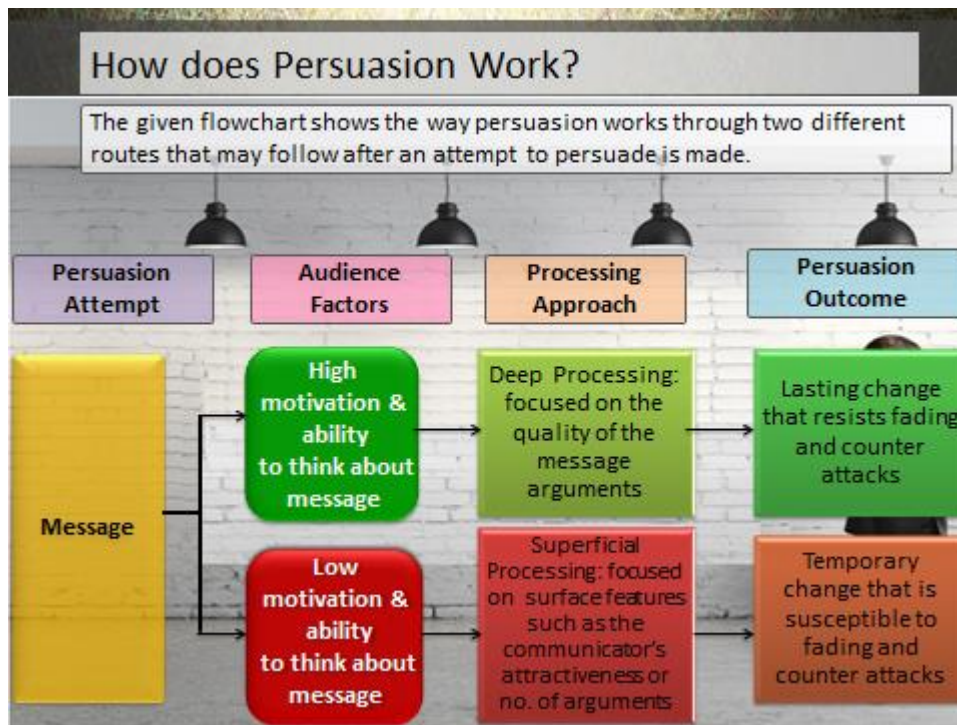 How does Persuasion Work?
The given flowchart shows the way persuasion works through two different
routes that may follow after an attempt to persuade is made.
Persuasion
Attempt
Audience
Factors
Processing
Approach
Persuasion
Outcome
Message
High
motivation &
ability
to think about
message
Deep Processing:
focused on the
quality of the
message
arguments
Lasting change
that resists fading
and counter
attacks
Low
motivation &
ability
to think about
message
Superficial
Processing: focused
on surface features
such as the
communicator's
attractiveness or
no. of arguments
Temporary
change that is
susceptible to
fading and
counter attacks